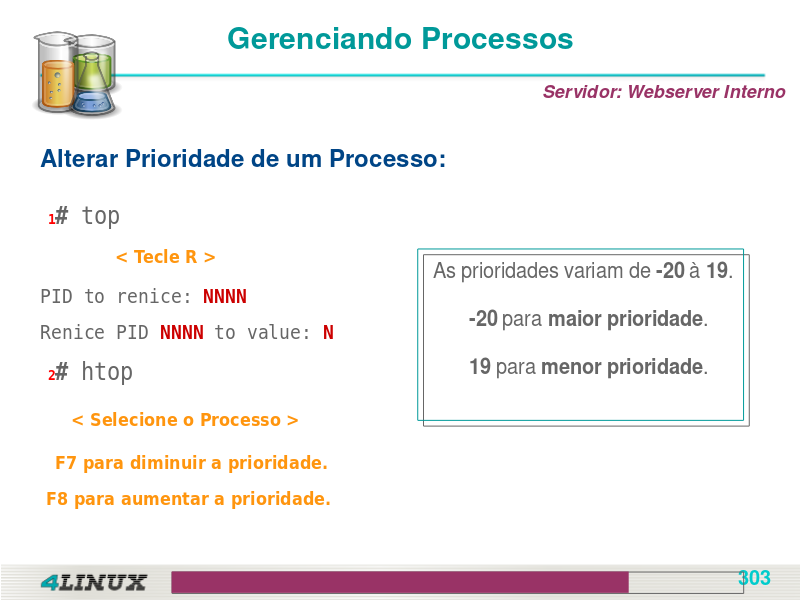 Gerenciando Processos
Servidor: Webserver Interno
Alterar Prioridade de um Processo:
1# top
< Tecle R >
PID to renice: NNNN
Renice PID NNNN to value: N
2# htop
< Selecione o Processo >
F7 para diminuir a prioridade.
F8 para aumentar a prioridade.
As prioridades variam de -20 à 19.
-20 para maior prioridade.
19 para menor prioridade.
4LINUX
303